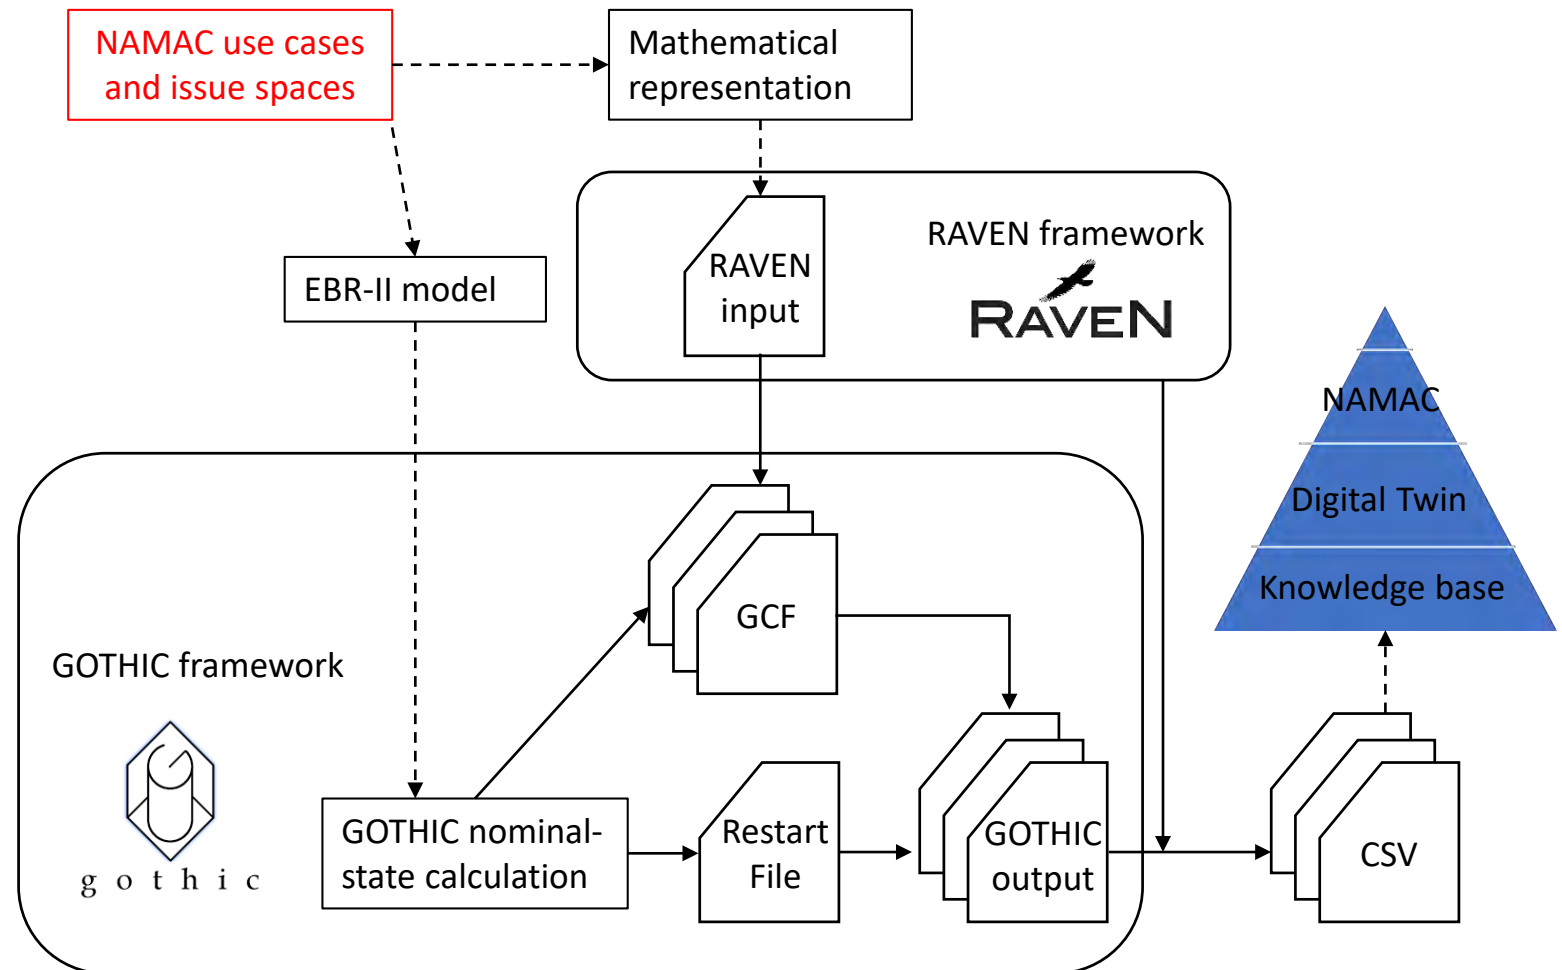 NAMAC use cases
and issue spaces
Mathematical
representation
RAVEN framework
RAVEN
RAVEN
input
EBR-II model
NAMAC
Digital Twin
Knowledge base
GCF
GOTHIC framework
gothic
GOTHIC nominal-
state calculation
Restart
File
GOTHIC
output
CSV